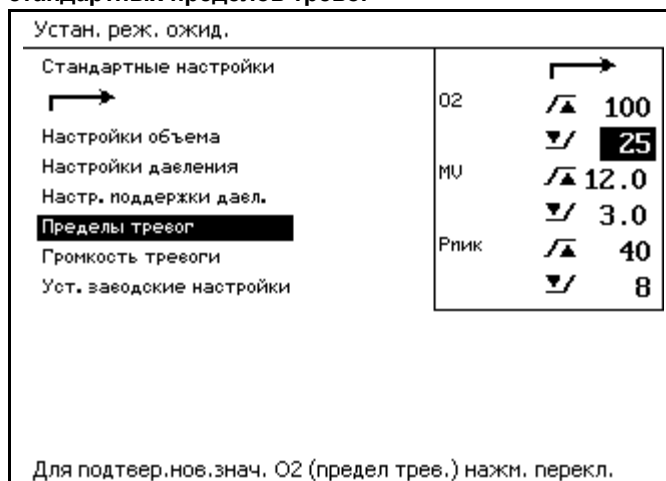 стандартных пределов тревог
Устан. реж. ожид.
Стандартные настройки
Настройки объема
Настройки давления
Настр. поддержки давл.
Пределы тревог
Громкость тревоги
Уст. заводские настройки
O2 100
25
MV 12.0
3.0
Pпик 40
8
Для подтвер.нов.знач. O2 (предел трев.) нажм. перекл.